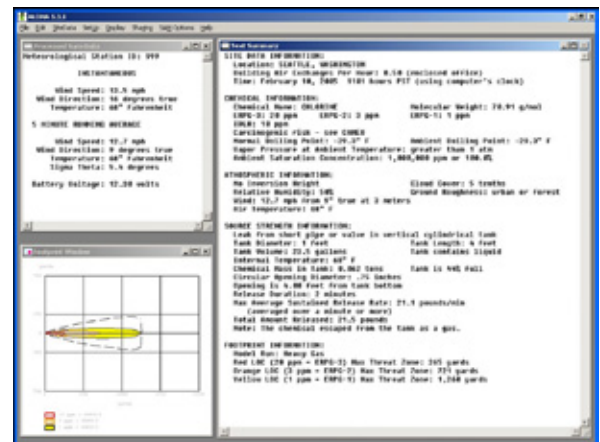 ALOHA 5.3.1
File Edit SiteData SetUp Display Sharing Help
Processed Sam Data
Meteorological Station ID: 999
INSTANTANEOUS
Wind Speed: 13.5 mph
Wind Direction: 16 degrees true
Temperature: 60° Fahrenheit
5 MINUTE RUNNING AVERAGE
Wind Speed: 12.7 mph
Wind Direction: 9 degrees true
Temperature: 60° Fahrenheit
Sigma Theta: 5.4 degrees
Battery Voltage: 12.30 volts
Footprint Window
Text Summary
SITE DATA INFORMATION:
Location: SEATTLE, WASHINGTON
Building Air Exchanges Per Hour: 0.50 (enclosed office)
Time: February 10, 2005 1101 hours PST (using computer's clock)
CHEMICAL INFORMATION:
Chemical Name: CHLORINE Molecular Weight: 70.91 g/mol
ERPG-3: 20 ppm ERPG-2: 3 ppm ERPG-1: 1 ppm
IDLH: 10 ppm
Carcinogenic risk - see CAMEO
Normal Boiling Point: -29.3° F Ambient Boiling Point: -29.3° F
Vapor Pressure at Ambient Temperature: greater than 1 atm
Ambient Saturation Concentration: 1,000,000 ppm or 100.0%
ATMOSPHERIC INFORMATION:
No Inversion Height Cloud Cover: 5 tenths
Relative Humidity: 50% Ground Roughness: urban or forest
Wind: 12.7 mph from 9° true at 3 meters
Air Temperature: 60° F
SOURCE STRENGTH INFORMATION:
Leak from short pipe or valve in vertical cylindrical tank
Tank Diameter: 1 feet Tank Length: 4 feet
Tank Volume: 23.5 gallons Tank contains liquid
Internal Temperature: 60° F
Chemical Mass in Tank: 0.062 tons Tank is 44% full
Circular Opening Diameter: .75 inches
Opening is 4.00 feet from tank bottom
Release Duration: 2 minutes
Max Average Sustained Release Rate: 21.1 pounds/min
(averaged over a minute or more)
Total Amount Released: 21.5 pounds
Note: The chemical escaped from the tank as a gas.
FOOTPRINT INFORMATION:
Model Run: Heavy Gas
Red LOC (20 ppm = ERPG-3) Max Threat Zone: 265 yards
Orange LOC (3 ppm = ERPG-2) Max Threat Zone: 721 yards
Yellow LOC (1 ppm = ERPG-1) Max Threat Zone: 1,260 yards